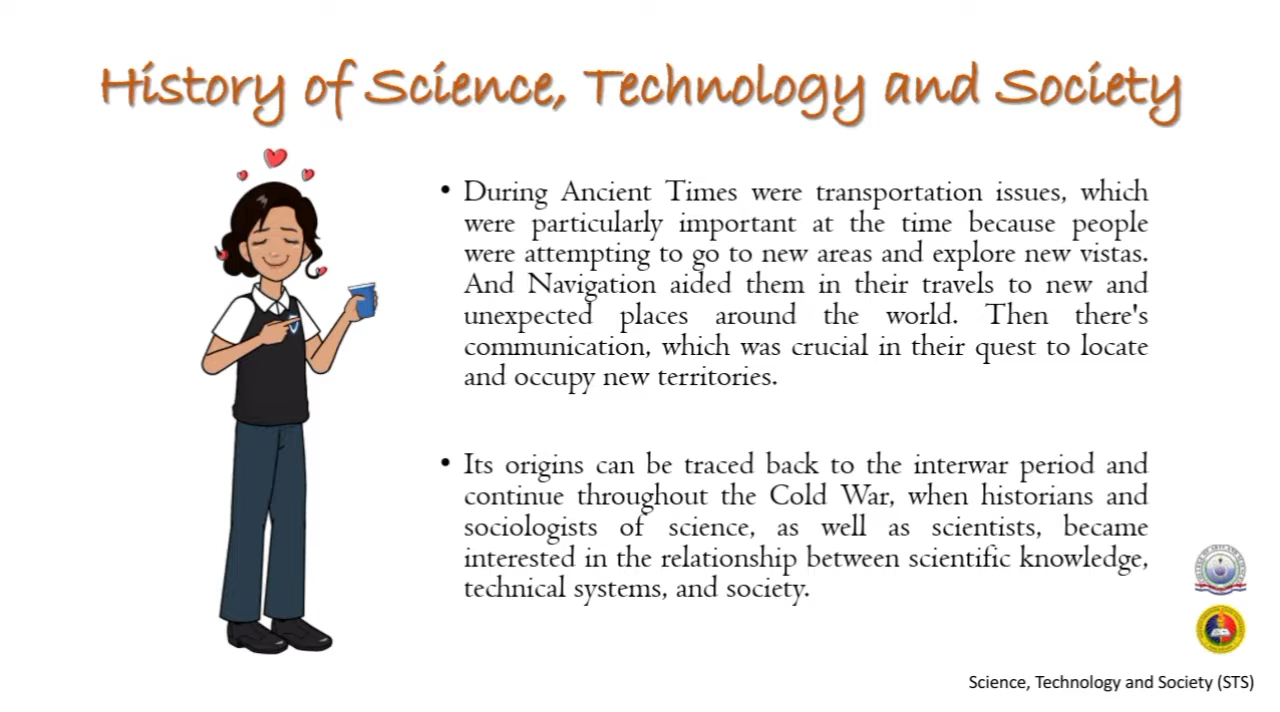 History of Science, Technology and Society
• During Ancient Times were transportation issues, which
were particularly important at the time because people
were attempting to go to new areas and explore new vistas.
And Navigation aided them in their travels to new and
unexpected places around the world. Then there's
communication, which was crucial in their quest to locate
and occupy new territories.
• Its origins can be traced back to the interwar period and
continue throughout the Cold War, when historians and
sociologists of science, as well as scientists, became
interested in the relationship between scientific knowledge,
technical systems, and society.
Science, Technology and Society (STS)